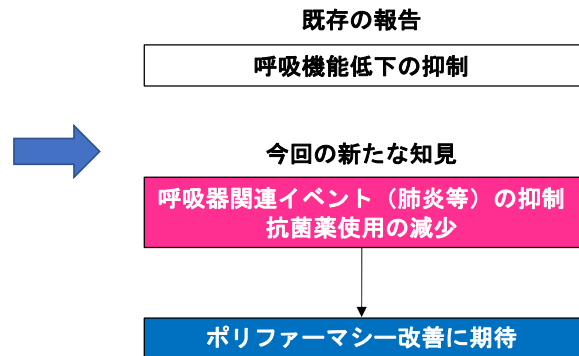 既存の報告
呼吸機能低下の抑制
今回の新たな知見
呼吸器関連イベント（肺炎等）の抑制
抗菌薬使用の減少
ポリファーマシー改善に期待